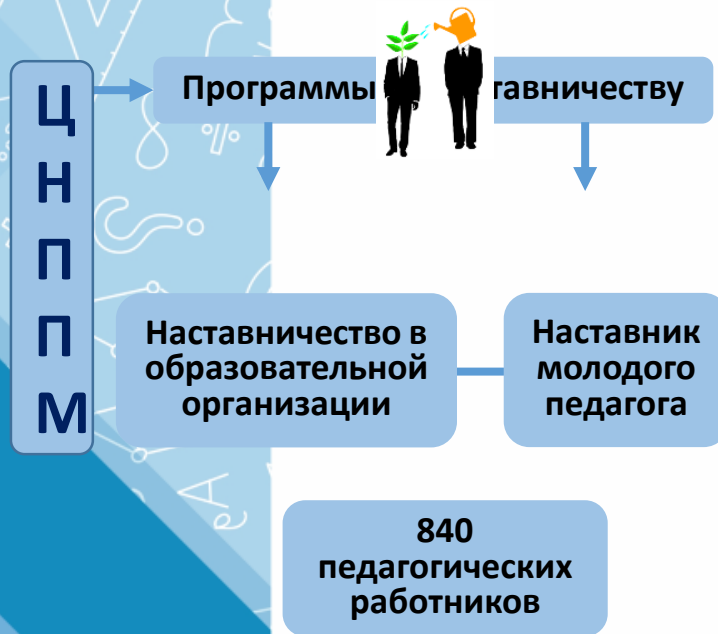 Ц
Н
П
П
М
Программы тавничеству
Наставничество в
образовательной
организации
Наставник
молодого
педагога
840
педагогических
работников